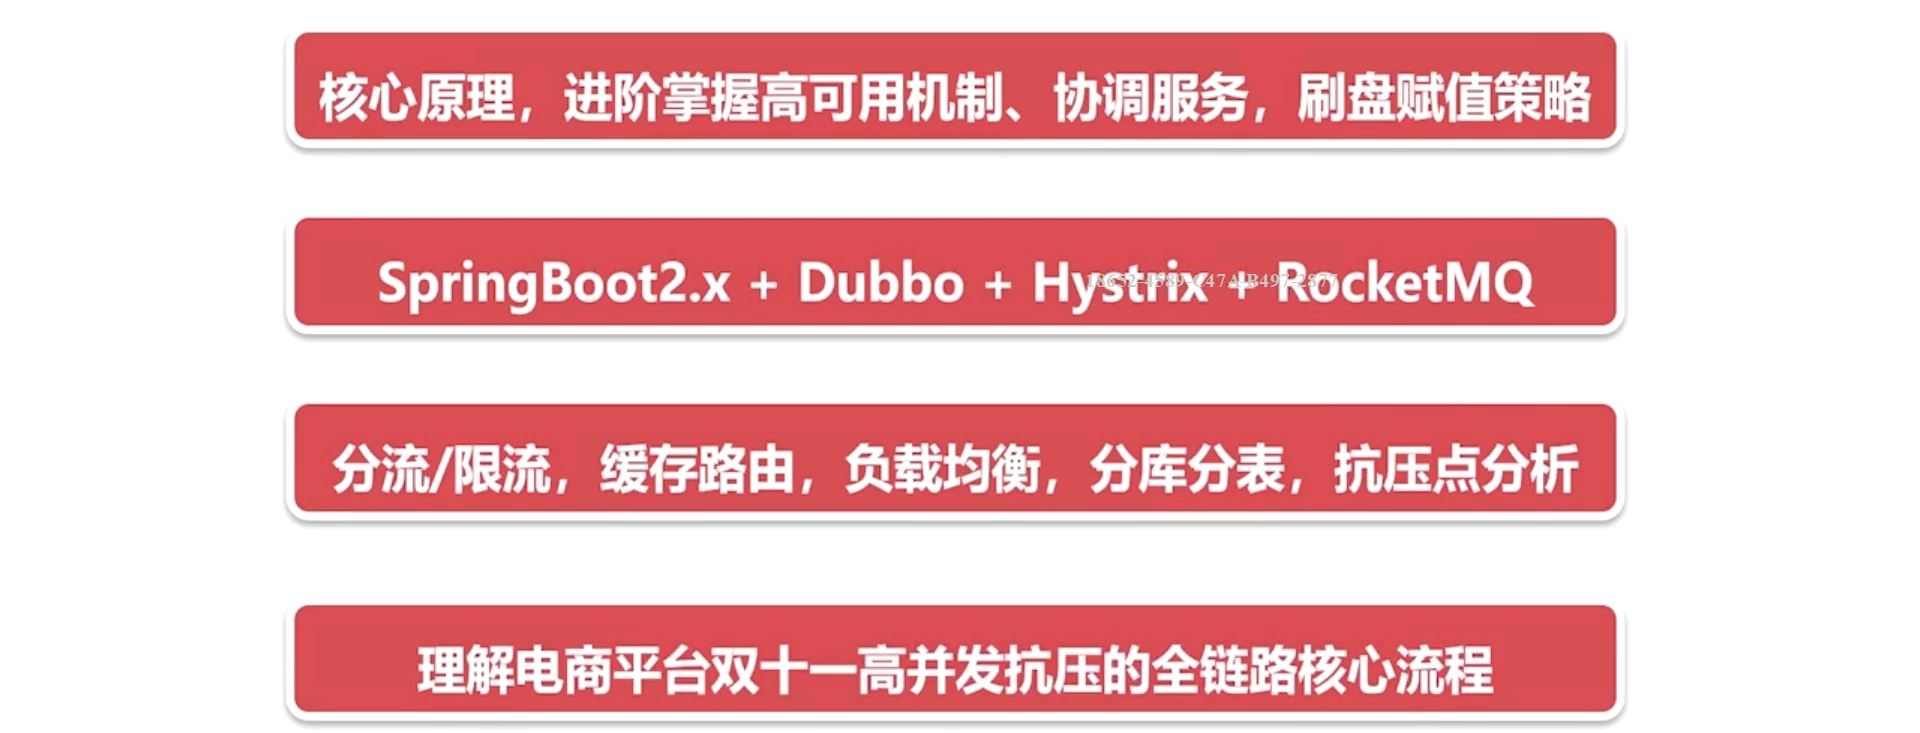 核心原理，进阶掌握高可用机制、协调服务，刷盘赋值策略
SpringBoot2.x + Dubbo + Hystrix + RocketMQ
分流/限流，缓存路由，负载均衡，分库分表，抗压点分析
理解电商平台双十一高并发抗压的全链路核心流程